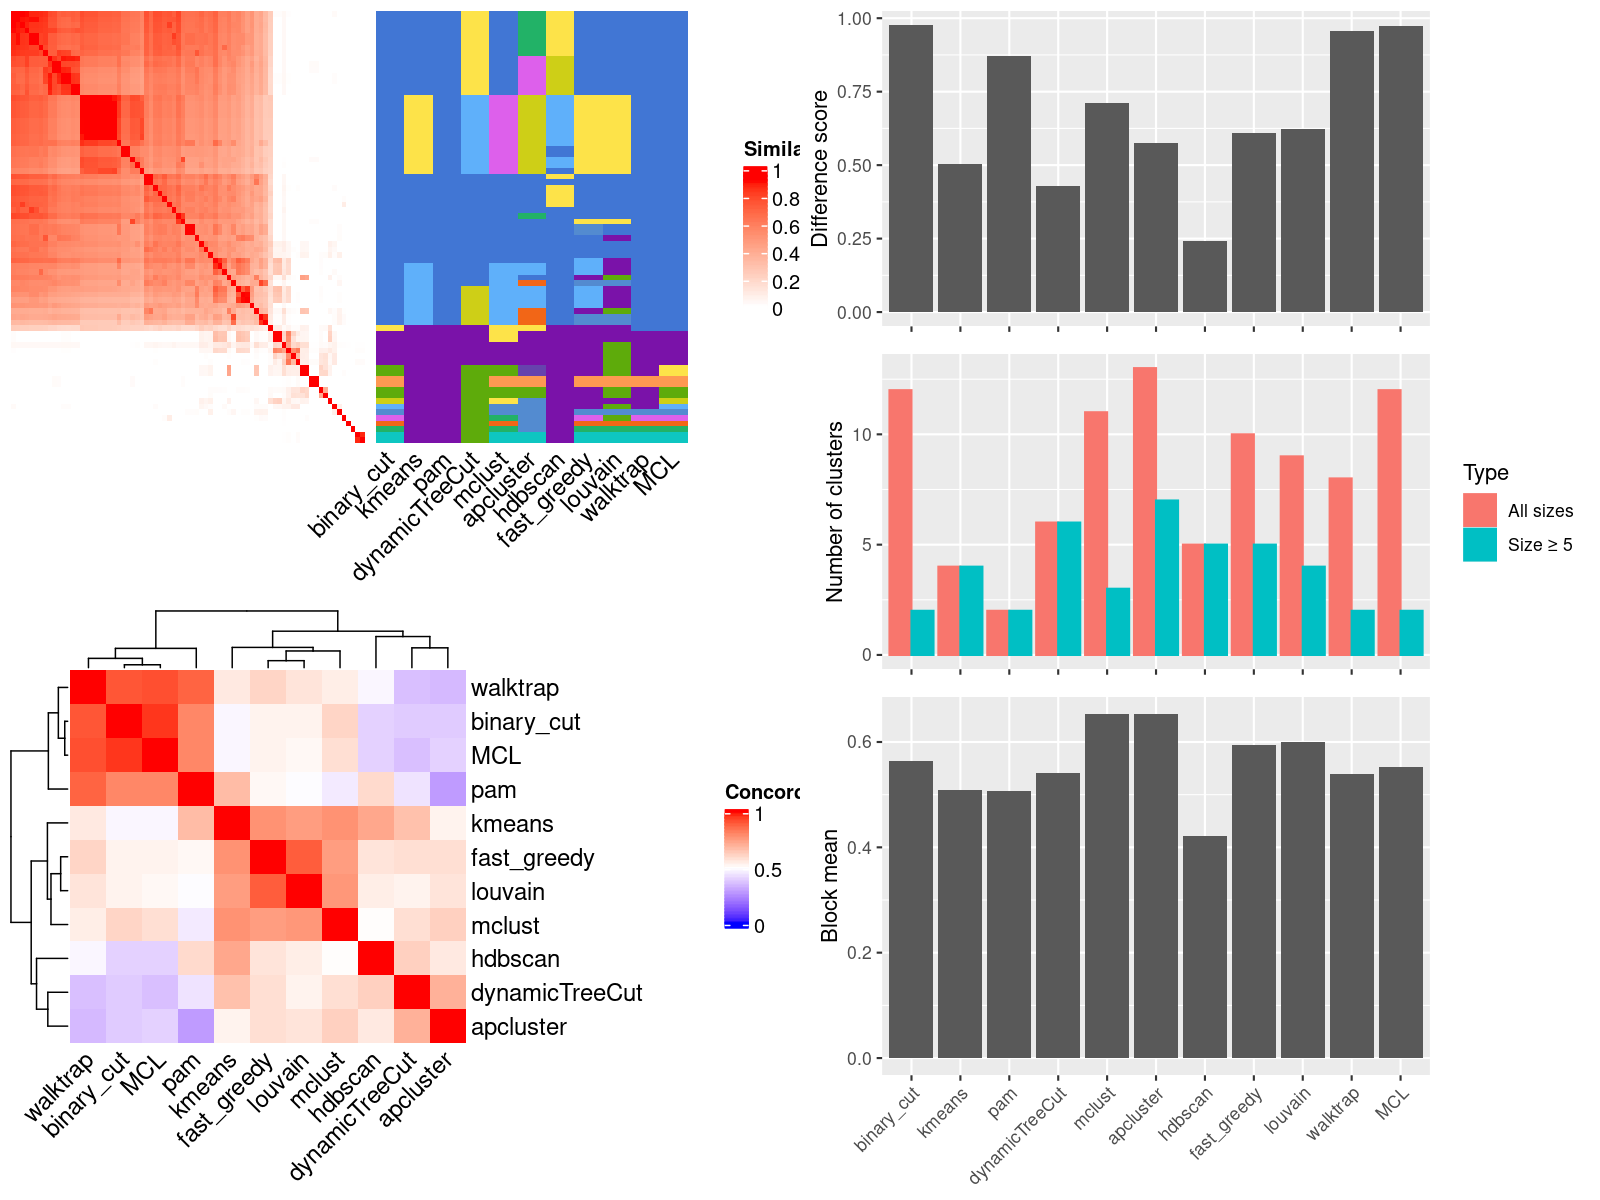 Simila
1
0.8
0.6
0.4
0.2
0
binary_cut
kmeans
pam
dynamicTreeCut
mclust
apcluster
hdbscan
fast_greedy
louvain
walktrap
MCL
walktrap
binary_cut
MCL
pam
kmeans
fast_greedy
louvain
mclust
hdbscan
dynamicTreeCut
apcluster
walktrap
binary_cut
MCL
pam
kmeans
fast_greedy
louvain
mclust
hdbscan
dynamicTreeCut
apcluster
Concord
1
0.5
0
Difference score
1.00
0.75
0.50
0.25
0.00
Number of clusters
10
5
0
Type
All sizes
Size ≥ 5
Block mean
0.6
0.4
0.2
0.0
binary_cut
kmeans
pam
dynamicTreeCut
mclust
apcluster
hdbscan
fast_greedy
louvain
walktrap
MCL